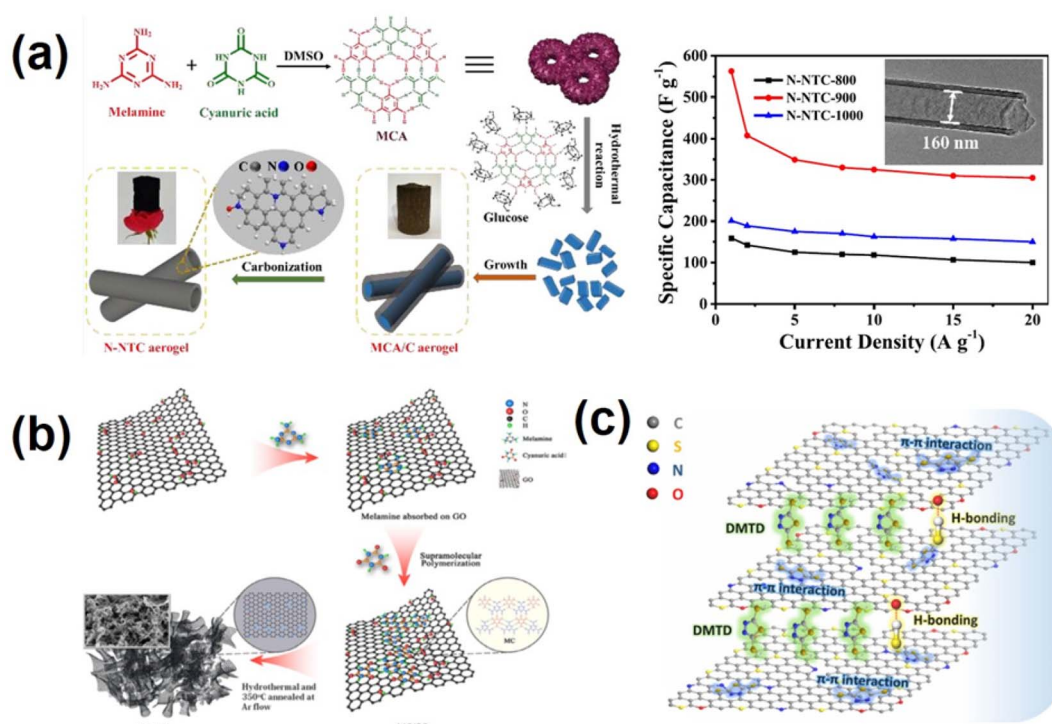 (a)
NH2
H2N
NH2
Melamine
+
Cyanuric acid
DMSO
MCA
Hydrothermal
reaction
Glucose
C N O
Growth
Carbonization
N-NTC aerogel
MCA/C aerogel
Specific Capacitance (F g-1)
600
500
400
300
200
100
0
N-NTC-800
N-NTC-900
N-NTC-1000
160 nm
0
5
10
15
20
Current Density (A g-1)
(b)
N
O
C
H
Melamine
Cyanuric acid
GO
Melamine absorbed on GO
Supramolecular
Polymerization
MC
Hydrothermal and
350°C annealed at
Ar flow
(c)
C
S
N
O
π-π interaction
DMTD
H-bonding
π-π interaction
DMTD
H-bonding
π-π interaction